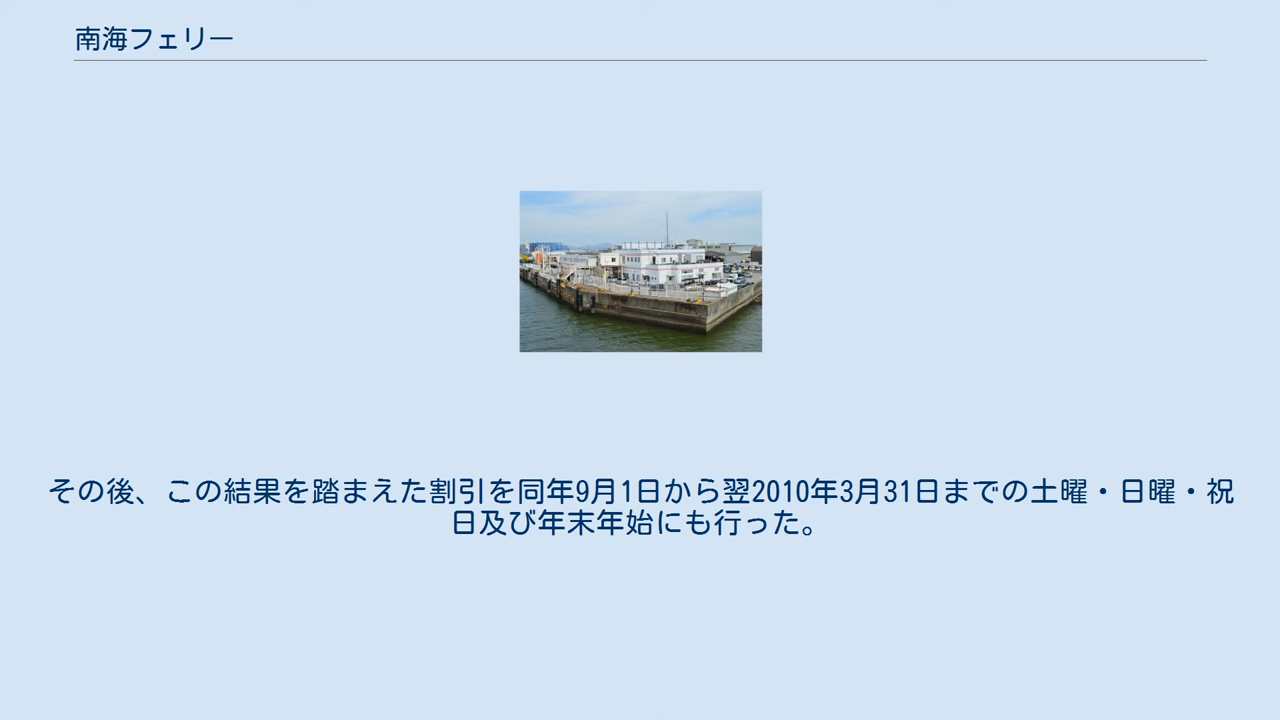 南海フェリー
その後、この結果を踏まえた割引を同年9月1日から翌2010年3月31日までの土曜・日曜・祝
日及び年末年始にも行った。